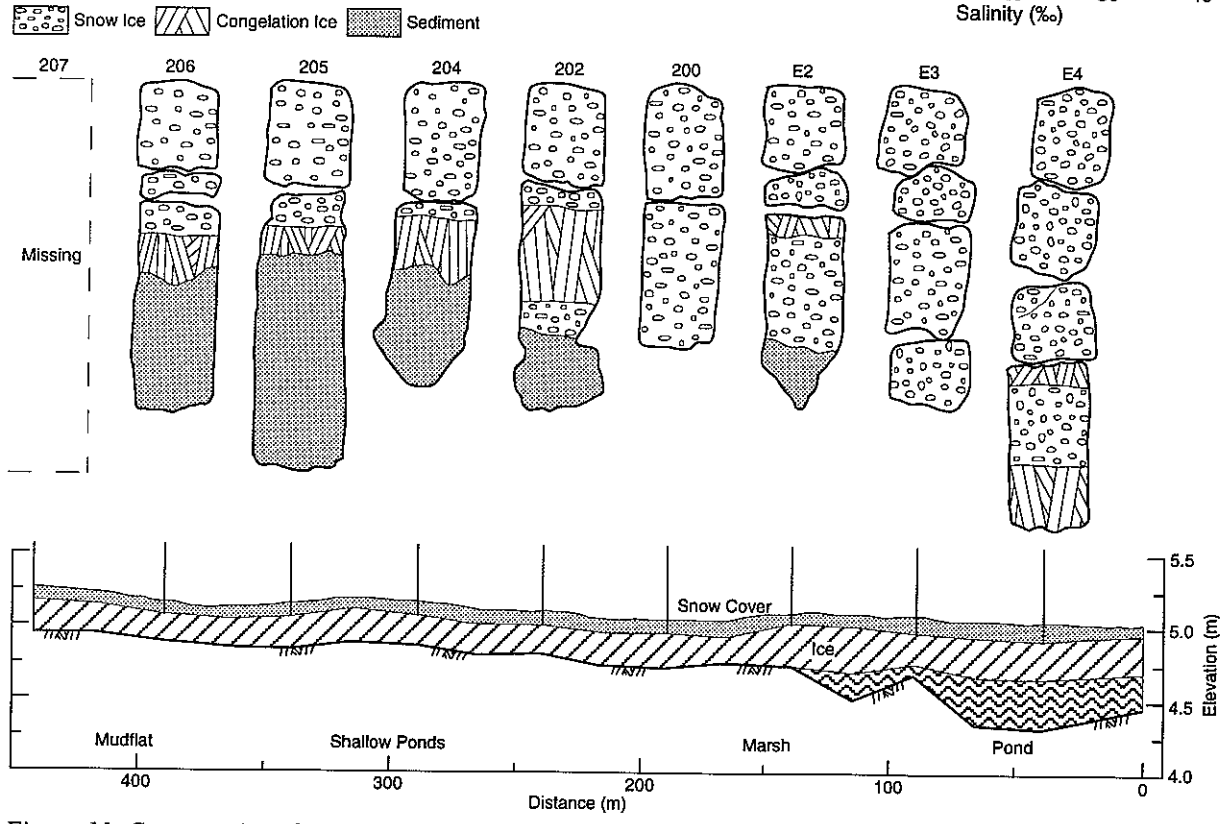 Salinity (‰)
Snow Ice Congelation Ice Sediment
207 206 205 204 202 200 E2 E3 E4
Missing
5.5
Snow Cover
5.0
Ice
Elevation (m)
4.5
Mudflat Shallow Ponds Marsh Pond
4.0
400 300 200 100 0
Distance (m)